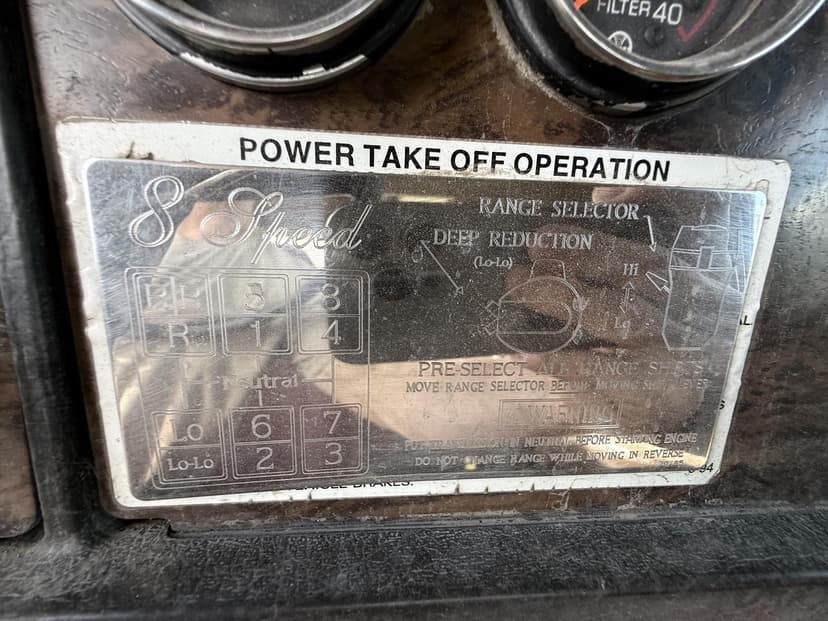 FILTER 40
POWER TAKE OFF OPERATION
8 Speed
RANGE SELECTOR
DEEP REDUCTION
(Lo-Lo)
Hi
Lo
5 8
R 1 4
Neutral
Lo 6 7
Lo-Lo 2 3
PRE-SELECT ALL RANGE SHIFTS
MOVE RANGE SELECTOR BEFORE MOVING SHIFT LEVER
WARNING
PUT TRANSMISSION IN NEUTRAL BEFORE STARTING ENGINE
DO NOT CHANGE RANGE WHILE MOVING IN REVERSE
BRAKES.